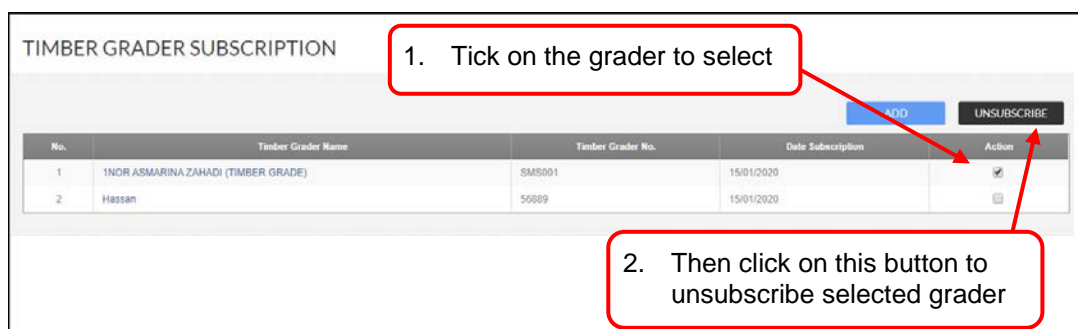 TIMBER GRADER SUBSCRIPTION
1. Tick on the grader to select
ADD UNSUBSCRIBE
No. Timber Grader Name Timber Grader No. Date Subscription Action
1 1NOR ASMARINA ZAHADI (TIMBER GRADE) SMS001 15/01/2020
2 Hassan 56889 15/01/2020
2. Then click on this button to
unsubscribe selected grader